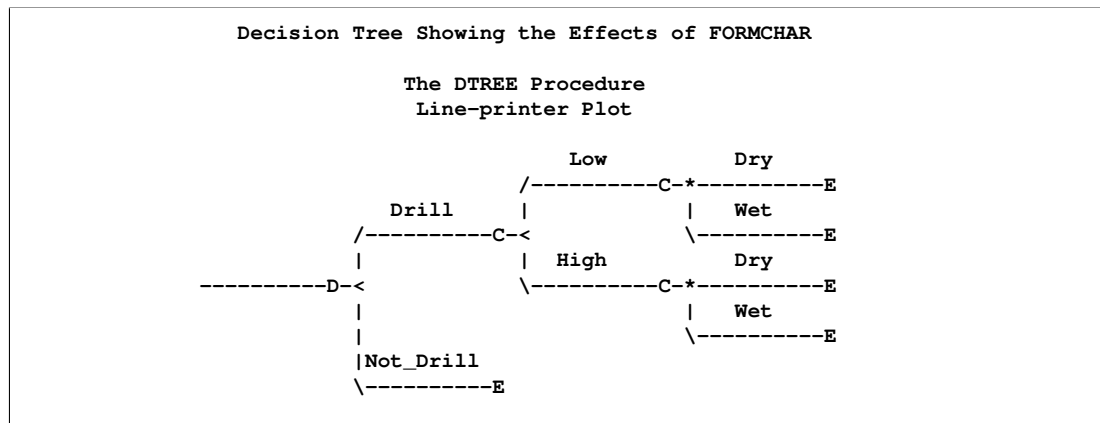 Decision Tree Showing the Effects of FORMCHAR
The DTREE Procedure
Line-printer Plot
Low Dry
/----------C-*----------E
Drill | | Wet
/----------C-< \----------E
| | High Dry
----------D-< \----------C-*----------E
| | Wet
| \----------E
|Not_Drill
\----------E